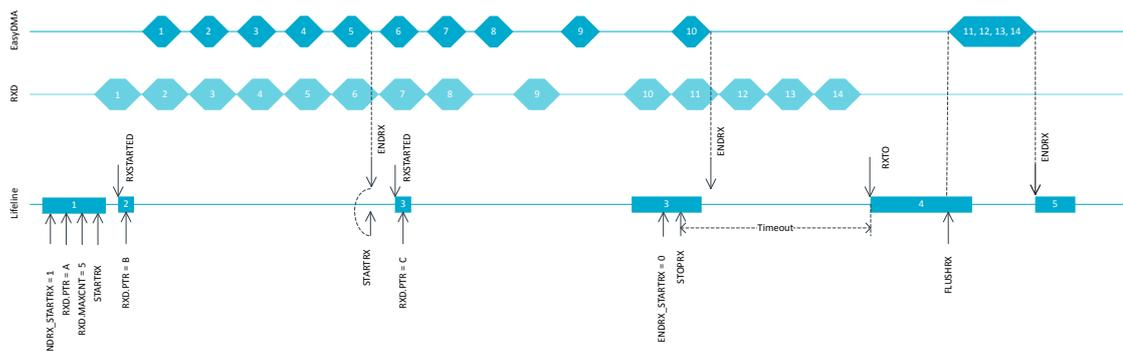 EasyDMA
1
2
3
4
5
6
7
8
9
10
11, 12, 13, 14
RXD
1
2
3
4
5
6
7
8
9
10
11
12
13
14
RXSTARTED
ENDRX
RXSTARTED
ENDRX
RXTO
ENDRX
Lifeline
1
2
3
3
4
5
Timeout
NDRX_STARTRX = 1
RXD.PTR = A
RXD.MAXCNT = 5
STARTRX
RXD.PTR = B
STARTRX
RXD.PTR = C
ENDRX_STARTRX = 0
STOPRX
FLUSHRX